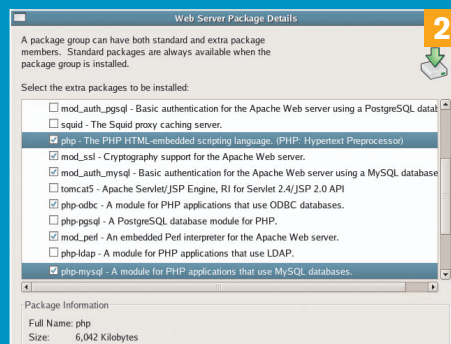 Web Server Package Details
2
A package group can have both standard and extra package
members. Standard packages are always available when the
package group is installed.
Select the extra packages to be installed:
mod_auth_pgsql - Basic authentication for the Apache Web server using a PostgreSQL datab
squid - The Squid proxy caching server.
php - The PHP HTML-embedded scripting language. (PHP: Hypertext Preprocessor)
mod_ssl - Cryptography support for the Apache Web server.
mod_auth_mysql - Basic authentication for the Apache Web server using a MySQL database
tomcat5 - Apache Servlet/JSP Engine, RI for Servlet 2.4/JSP 2.0 API
php-odbc - A module for PHP applications that use ODBC databases.
php-pgsql - A PostgreSQL database module for PHP.
mod_perl - An embedded Perl interpreter for the Apache Web server.
php-ldap - A module for PHP applications that use LDAP.
php-mysql - A module for PHP applications that use MySQL databases.
Package Information
Full Name: php
Size: 6,042 Kilobytes